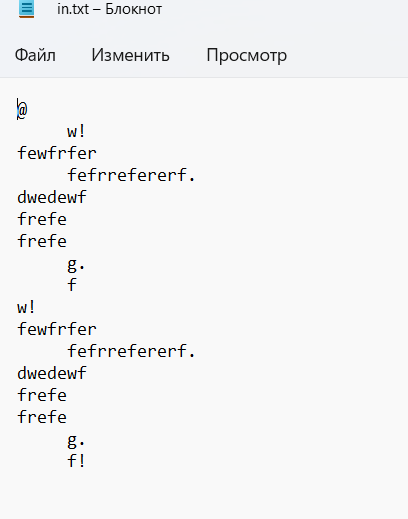 in.txt – Блокнот
Файл Изменить Просмотр
@
w!
fewfrfer
fefrrefererf.
dwedewf
frefe
frefe
g.
f
w!
fewfrfer
fefrrefererf.
dwedewf
frefe
frefe
g.
f!